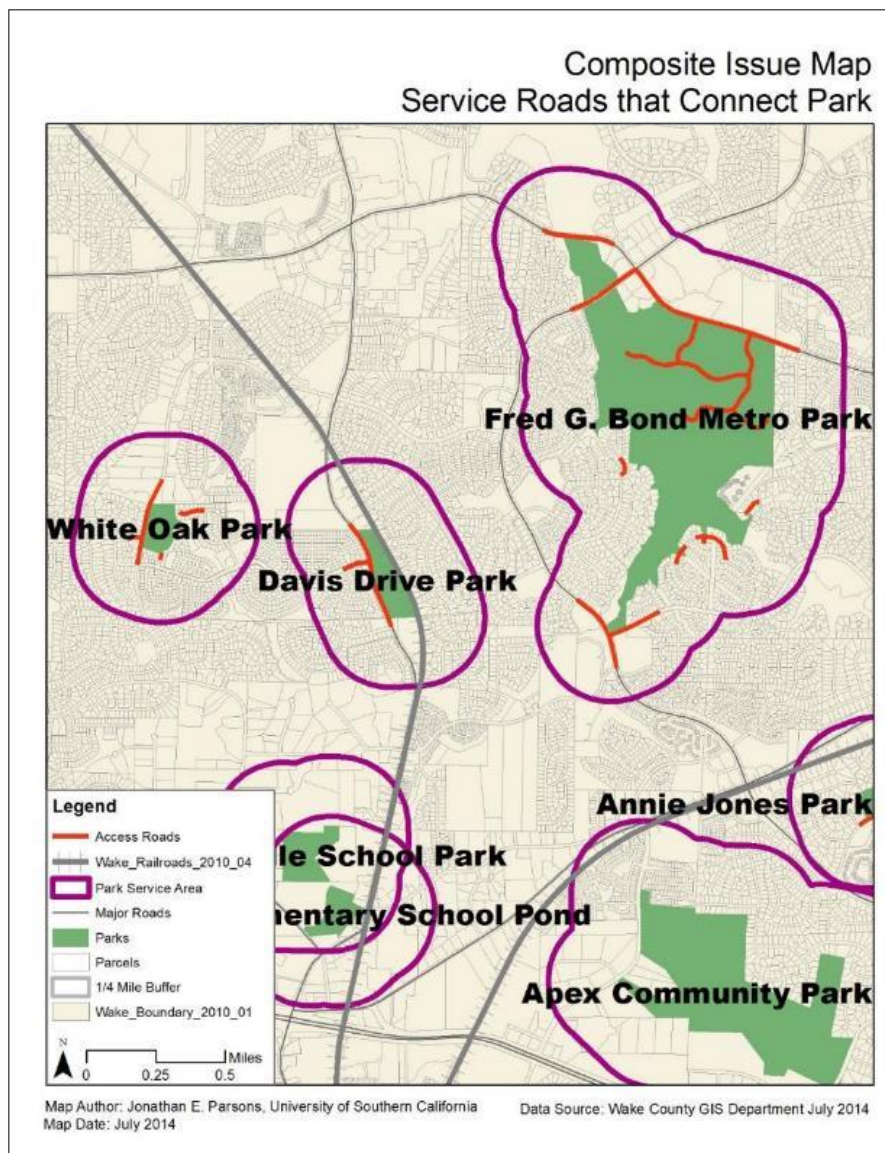 Composite Issue Map
Service Roads that Connect Park
Fred G. Bond Metro Park
White Oak Park
Davis Drive Park
Annie Jones Park
le School Park
mentary School Pond
Apex Community Park
Legend
Access Roads
Wake_Railroads_2010_04
Park Service Area
Major Roads
Parks
Parcels
1/4 Mile Buffer
Wake_Boundary_2010_01
N
Miles
0 0.25 0.5
Map Author: Jonathan E. Parsons, University of Southern California
Map Date: July 2014
Data Source: Wake County GIS Department July 2014